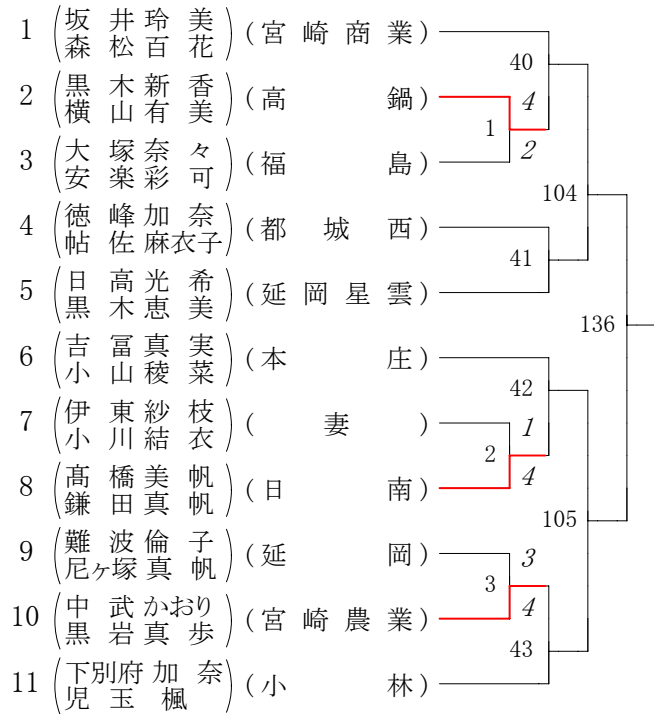 1 坂井玲美 森松百花 (宮崎商業)
40
2 黒木新香 横山有美 (高鍋)
4
1
2
3 大塚奈々 安楽彩可 (福島)
104
4 徳峰加奈 帖佐麻衣子 (都城西)
41
5 日高光希 黒木恵美 (延岡星雲)
136
6 吉冨真実 小山稜菜 (本庄)
42
7 伊東紗枝 小川結衣 (妻)
1
2
4
8 髙橋美帆 鎌田真帆 (日南)
105
9 難波倫子 尼ヶ塚真帆 (延岡)
3
3
4
10 中武かおり 黒岩真歩 (宮崎農業)
43
11 下別府加奈 児玉楓 (小林)